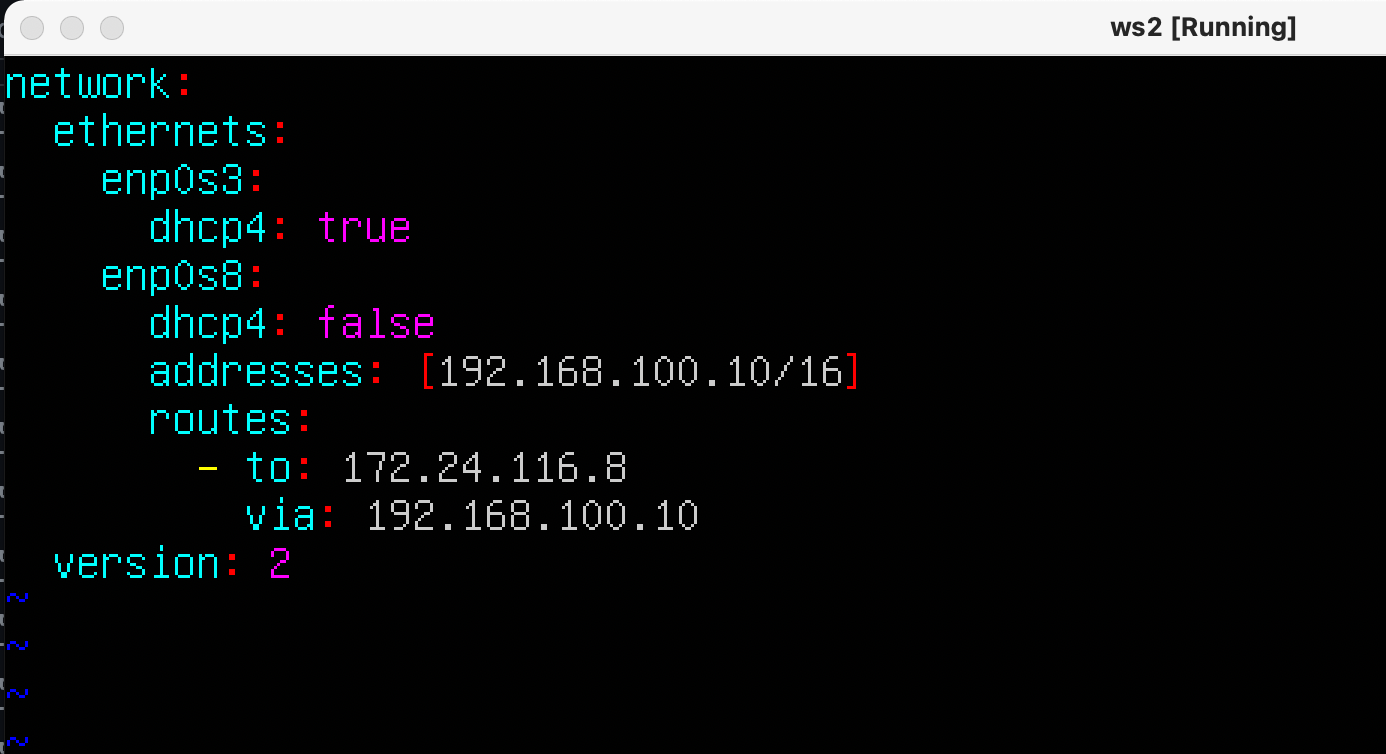 ws2 [Running]
network:
  ethernets:
    enp0s3:
      dhcp4: true
    enp0s8:
      dhcp4: false
      addresses: [192.168.100.10/16]
      routes:
        - to: 172.24.116.8
          via: 192.168.100.10
  version: 2
~
~
~
~